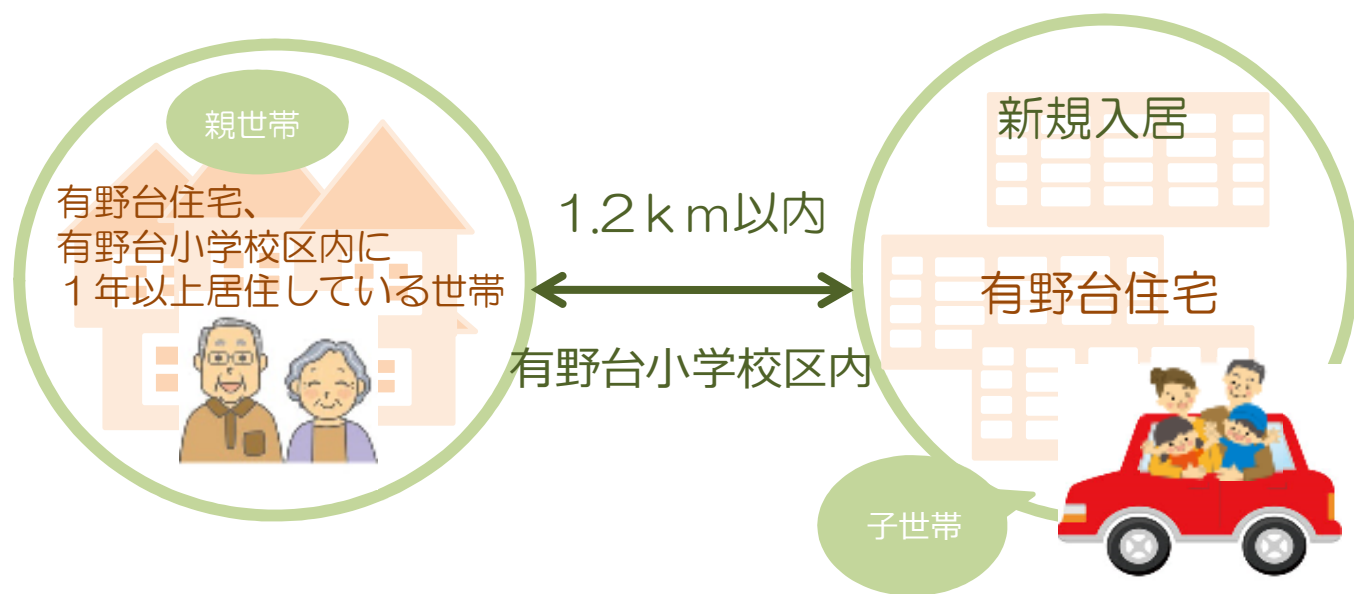 親世帯
有野台住宅、
有野台小学校区内に
１年以上居住している世帯
1.2ｋｍ以内
有野台小学校区内
新規入居
有野台住宅
子世帯